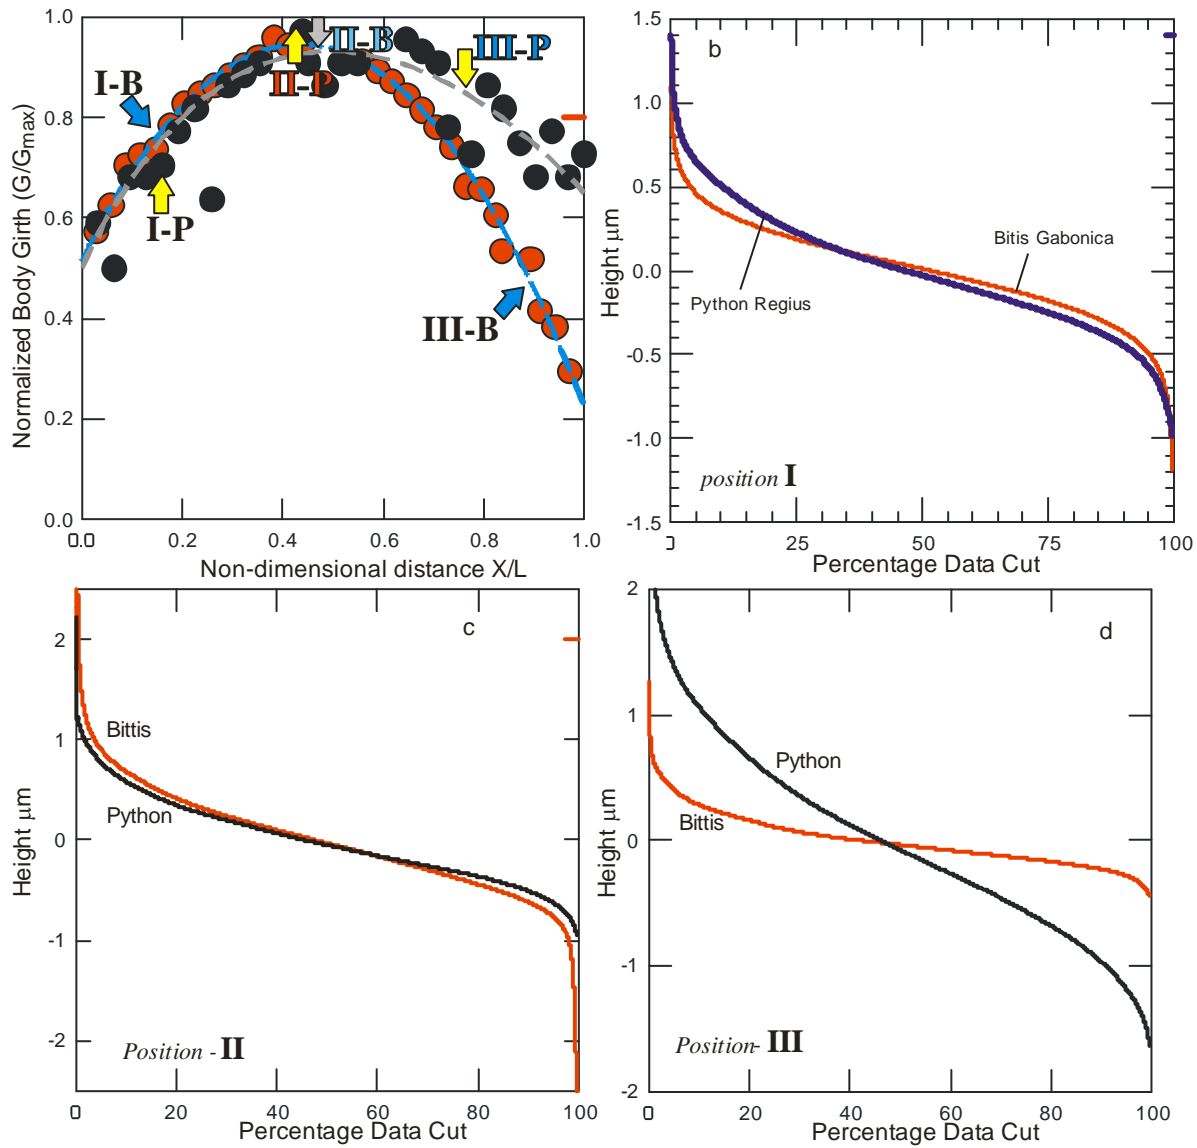 1.0
0.8
0.6
0.4
0.2
0.0
Normalized Body Girth (G/Gmax)
I-B
II-B
III-P
II-P
I-P
III-B
0.0 0.2 0.4 0.6 0.8 1.0
Non-dimensional distance X/L
1.5
1.0
0.5
0.0
-0.5
-1.0
-1.5
Height μm
b
Bitis Gabonica
Python Regius
position I
0 25 50 75 100
Percentage Data Cut
2
1
0
-1
-2
Height μm
c
Bittis
Python
Position - II
0 20 40 60 80 100
Percentage Data Cut
2
1
0
-1
-2
Height μm
d
Python
Bittis
Position- III
0 20 40 60 80 100
Percentage Data Cut